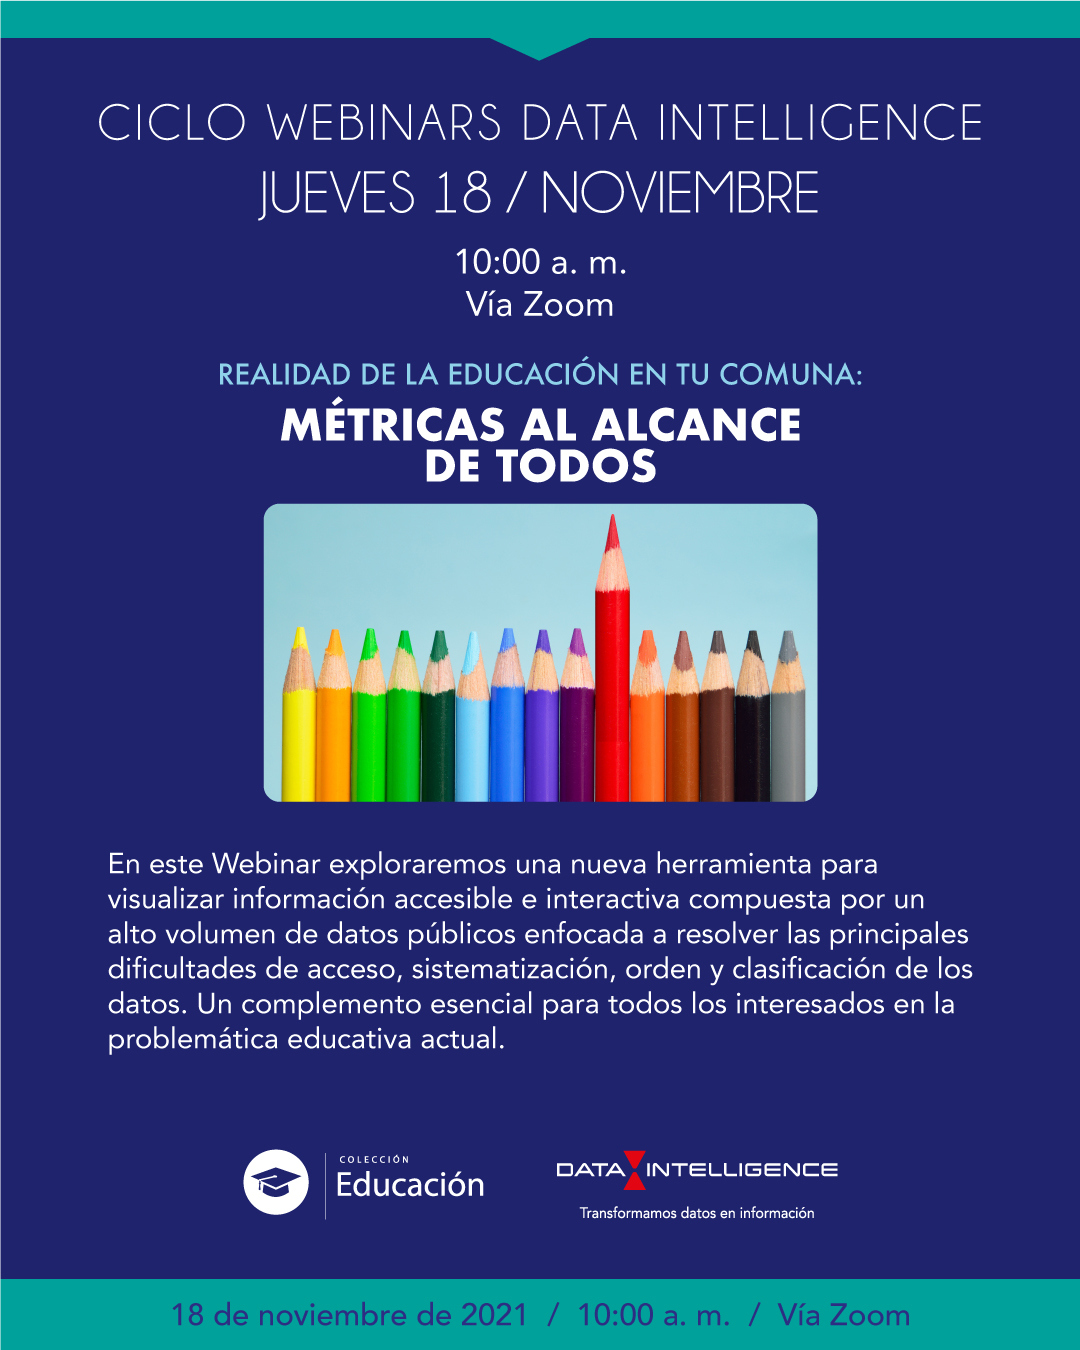 CICLO WEBINARS DATA INTELLIGENCE
JUEVES 18 / NOVIEMBRE
10:00 a. m.
Vía Zoom
REALIDAD DE LA EDUCACIÓN EN TU COMUNA:
MÉTRICAS AL ALCANCE
DE TODOS
En este Webinar exploraremos una nueva herramienta para
visualizar información accesible e interactiva compuesta por un
alto volumen de datos públicos enfocada a resolver las principales
dificultades de acceso, sistematización, orden y clasificación de los
datos. Un complemento esencial para todos los interesados en la
problemática educativa actual.
COLECCIÓN
Educación
DATA INTELLIGENCE
Transformamos datos en información
18 de noviembre de 2021 / 10:00 a. m. / Vía Zoom